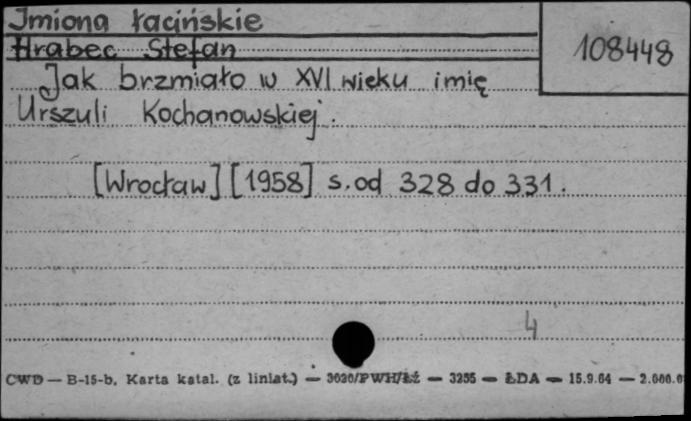 Imiona łacińskie
108448
Hrabec Stefan
Jak brzmiało w XVI wieku imię
Urszuli Kochanowskiej.
[Wrocław] [1958] s. od 328 do 331.
4
CWD — B-15-b, Karta katal. (z liniat.) — 3020/PWH/ŁŹ — 3255 — ŁDA — 15.9.64 — 2.000.0